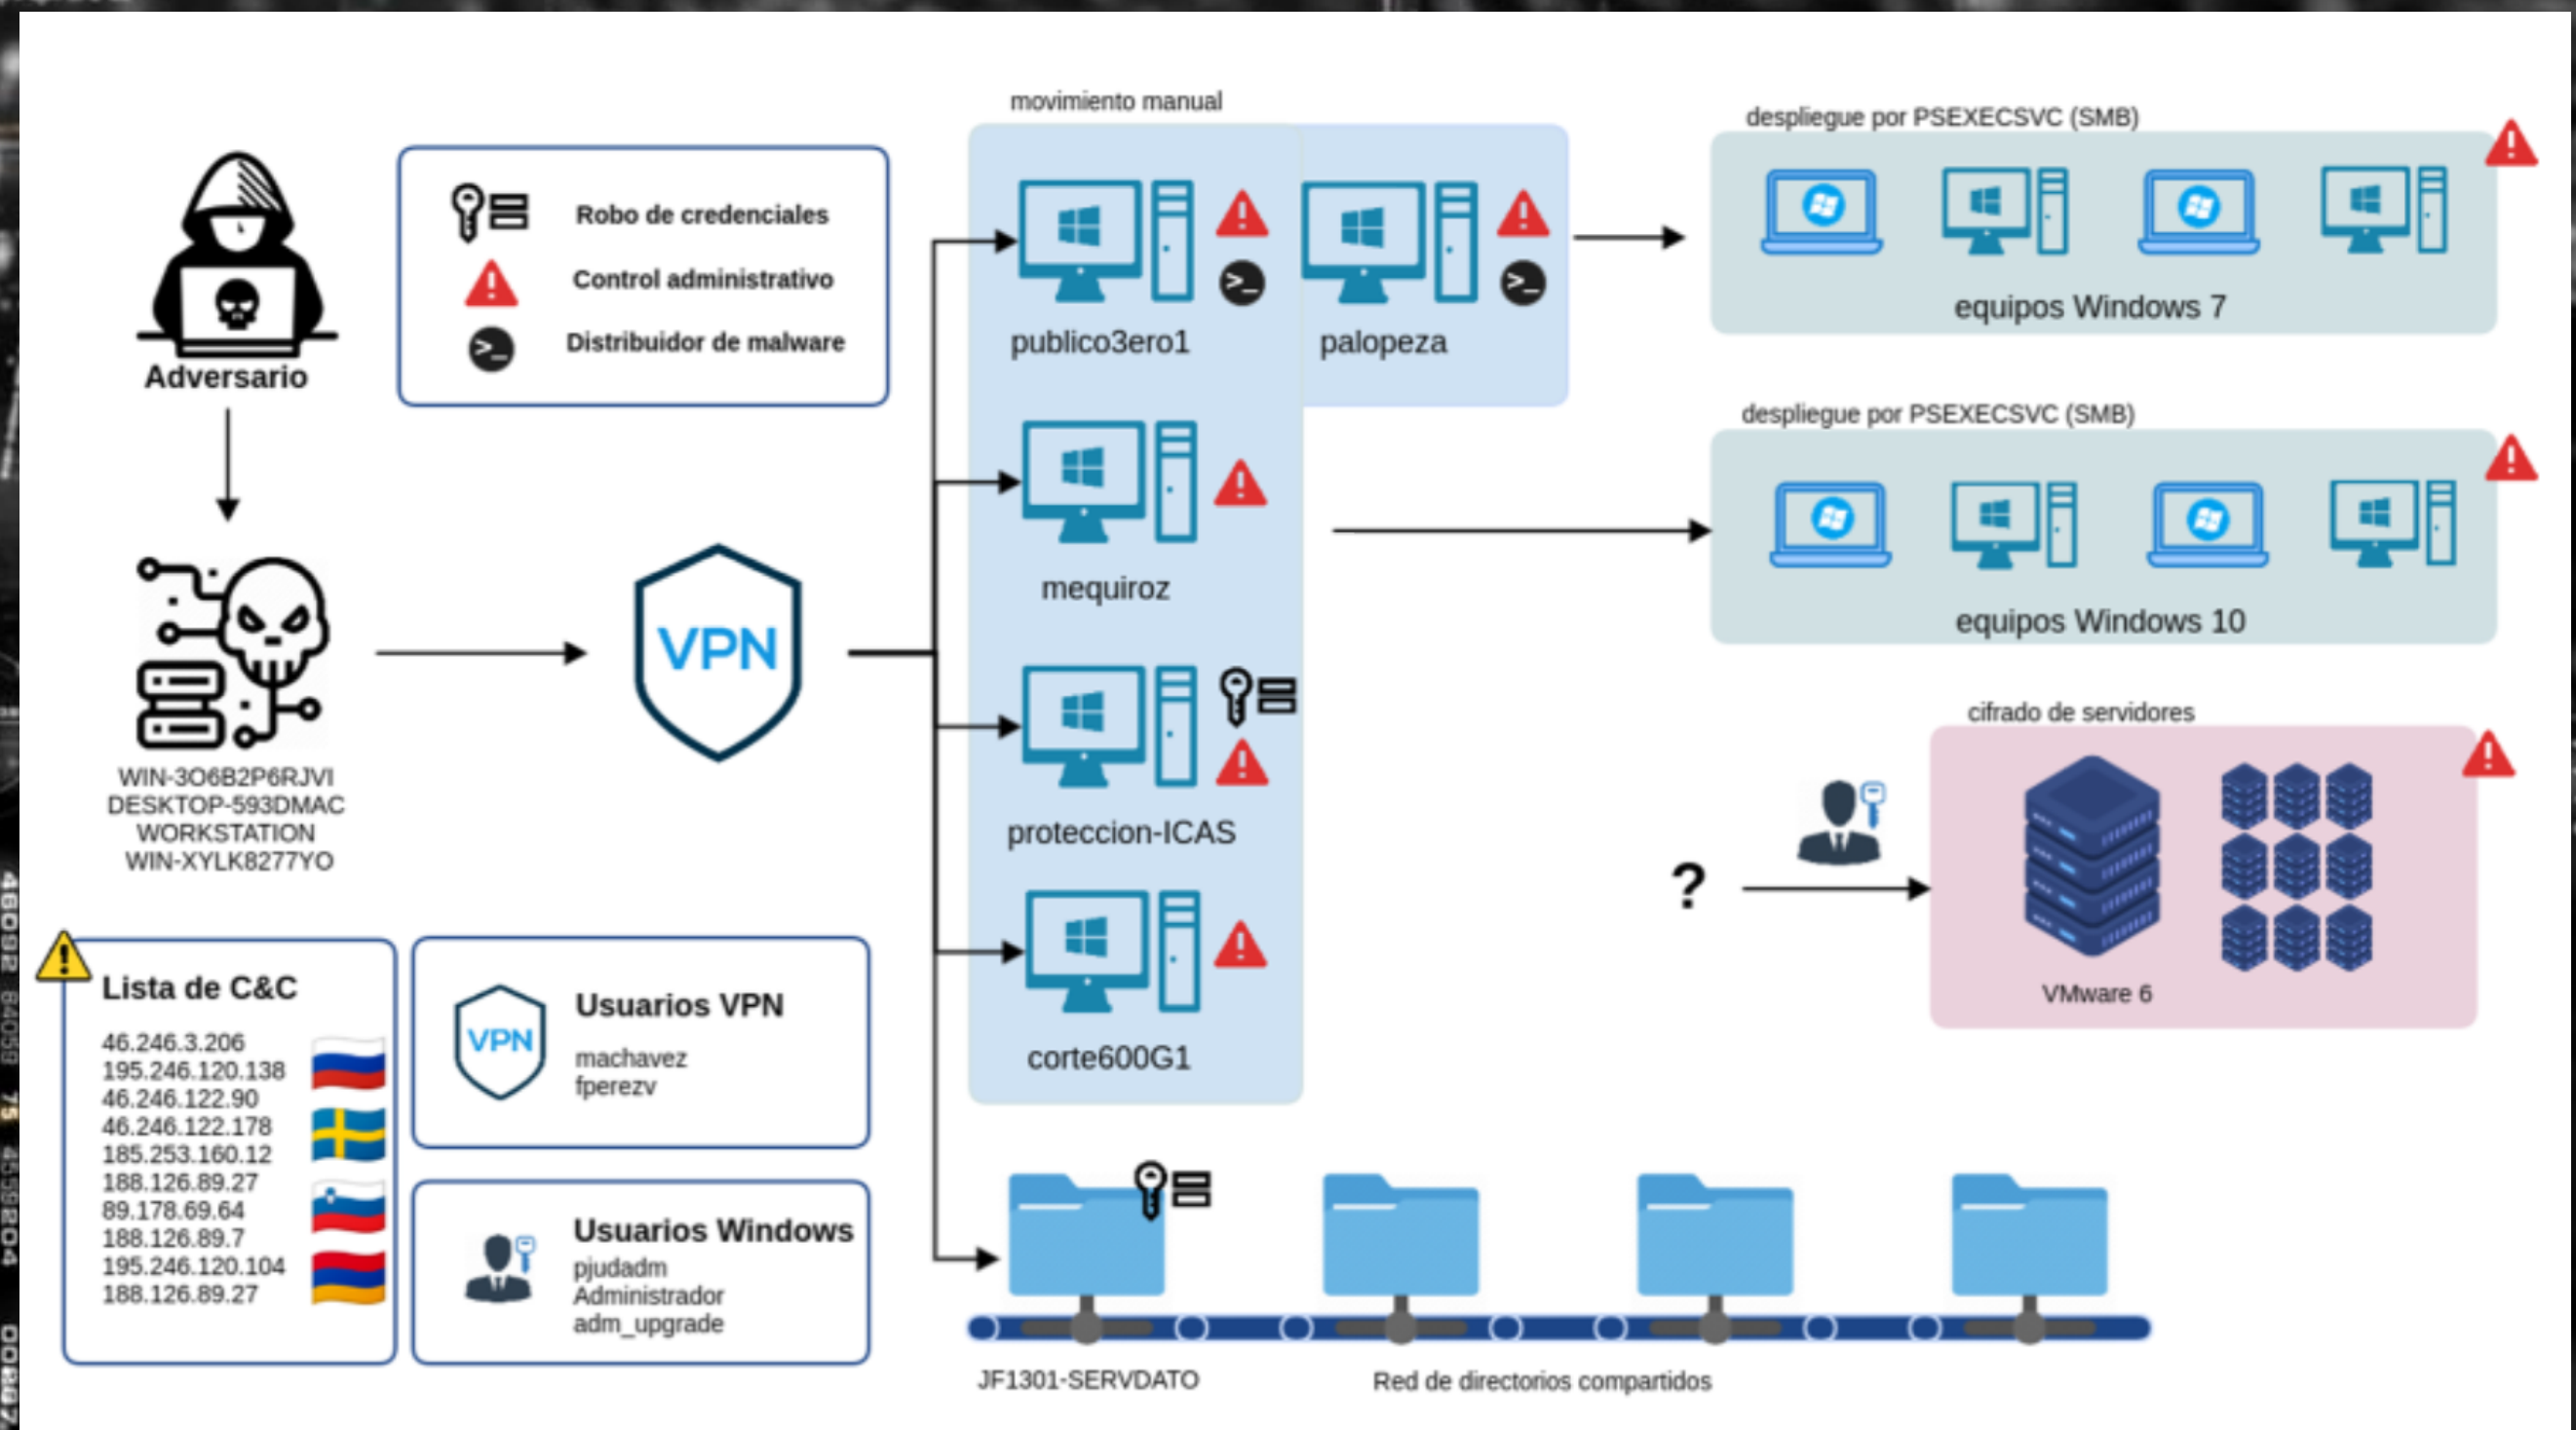 movimiento manual
despliegue por PSEXECSVC (SMB)
Robo de credenciales
Control administrativo
Distribuidor de malware
Adversario
publico3ero1
palopeza
equipos Windows 7
despliegue por PSEXECSVC (SMB)
VPN
mequiroz
equipos Windows 10
WIN-3O6B2P6RJVI
DESKTOP-593DMAC
WORKSTATION
WIN-XYLK8277YO
proteccion-ICAS
cifrado de servidores
?
VMware 6
corte600G1
Lista de C&C
46.246.3.206
195.246.120.138
46.246.122.90
46.246.122.178
185.253.160.12
188.126.89.27
89.178.69.64
188.126.89.7
195.246.120.104
188.126.89.27
VPN
Usuarios VPN
machavez
fperezv
Usuarios Windows
pjudadm
Administrador
adm_upgrade
JF1301-SERVDATO
Red de directorios compartidos